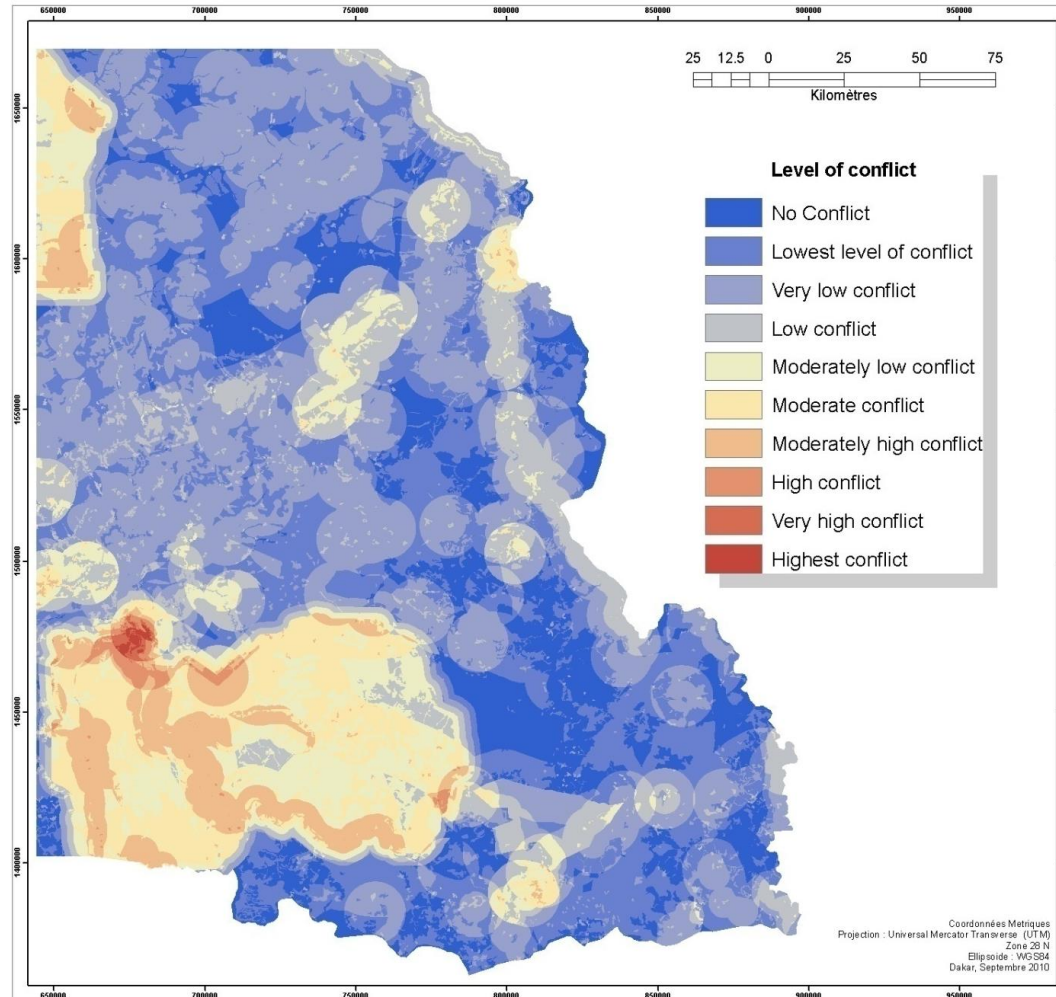 650000 700000 750000 800000 850000 900000 950000
25 12.5 0 25 50 75
Kilomètres
1650000
1600000
1550000
1500000
1450000
1400000
Level of conflict
No Conflict
Lowest level of conflict
Very low conflict
Low conflict
Moderately low conflict
Moderate conflict
Moderately high conflict
High conflict
Very high conflict
Highest conflict
Coordonnées Metriques
Projection : Universal Mercator Transverse (UTM)
Zone 28 N
Ellipsoide : WGS84
Dakar, Septembre 2010
650000 700000 750000 800000 850000 900000 950000